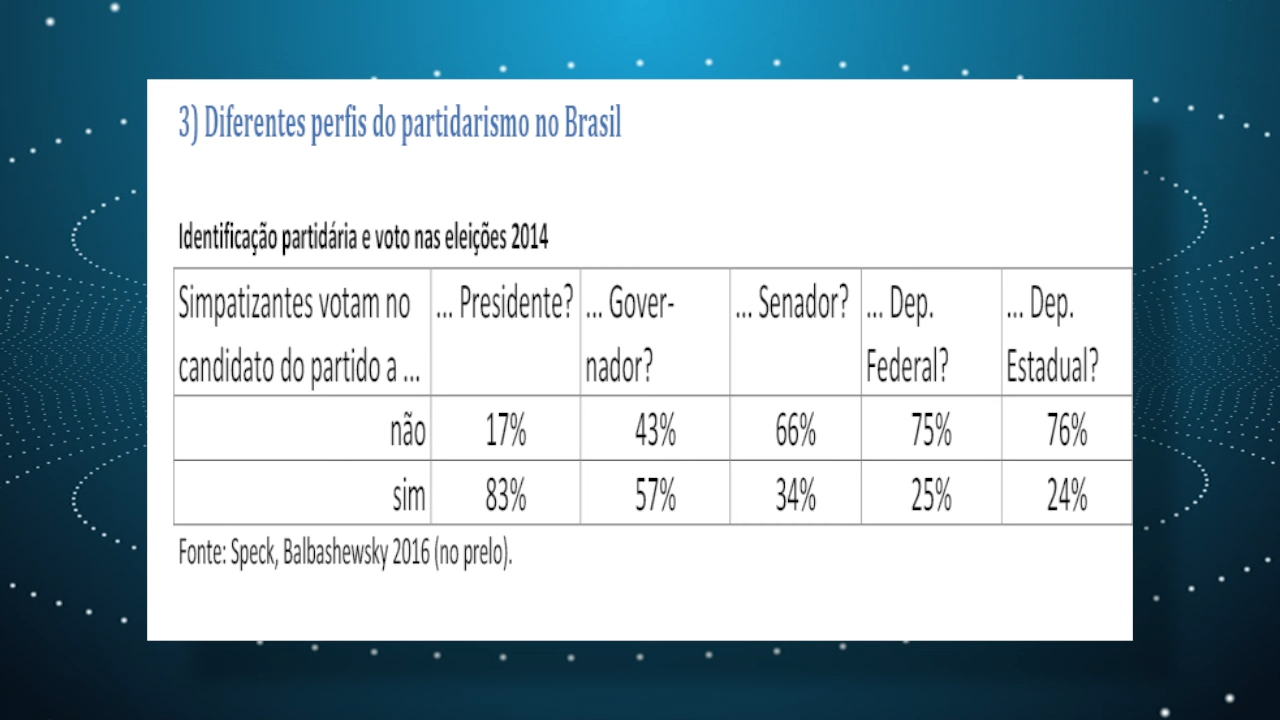 3) Diferentes perfis do partidarismo no Brasil
Identificação partidária e voto nas eleições 2014
Simpatizantes votam no candidato do partido a ... ... Presidente? ... Gover-nador? ... Senador? ... Dep. Federal? ... Dep. Estadual?
não 17% 43% 66% 75% 76%
sim 83% 57% 34% 25% 24%
Fonte: Speck, Balbashewsky 2016 (no prelo).